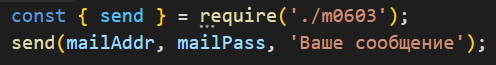 const { send } = require('./m0603');
send(mailAddr, mailPass, 'Ваше сообщение');